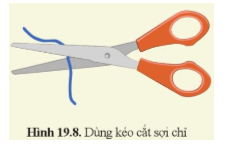 Hình 19.8. Dùng kéo cắt sợi chỉ